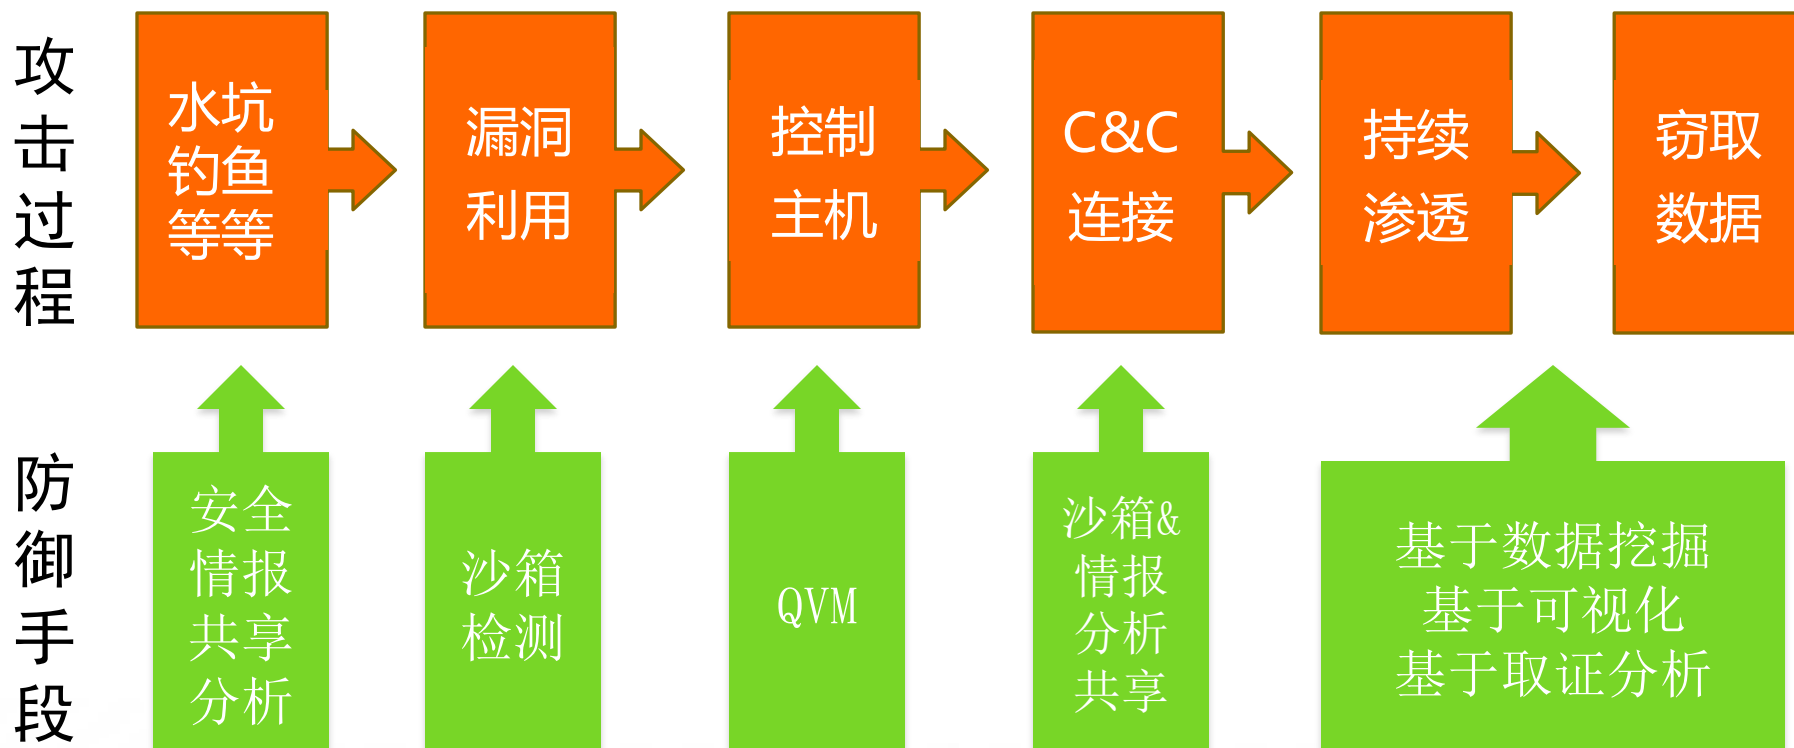 攻击过程
水坑
钓鱼
等等
漏洞
利用
控制
主机
C&C
连接
持续
渗透
窃取
数据
防御手段
安全
情报
共享
分析
沙箱
检测
QVM
沙箱&
情报
分析
共享
基于数据挖掘
基于可视化
基于取证分析